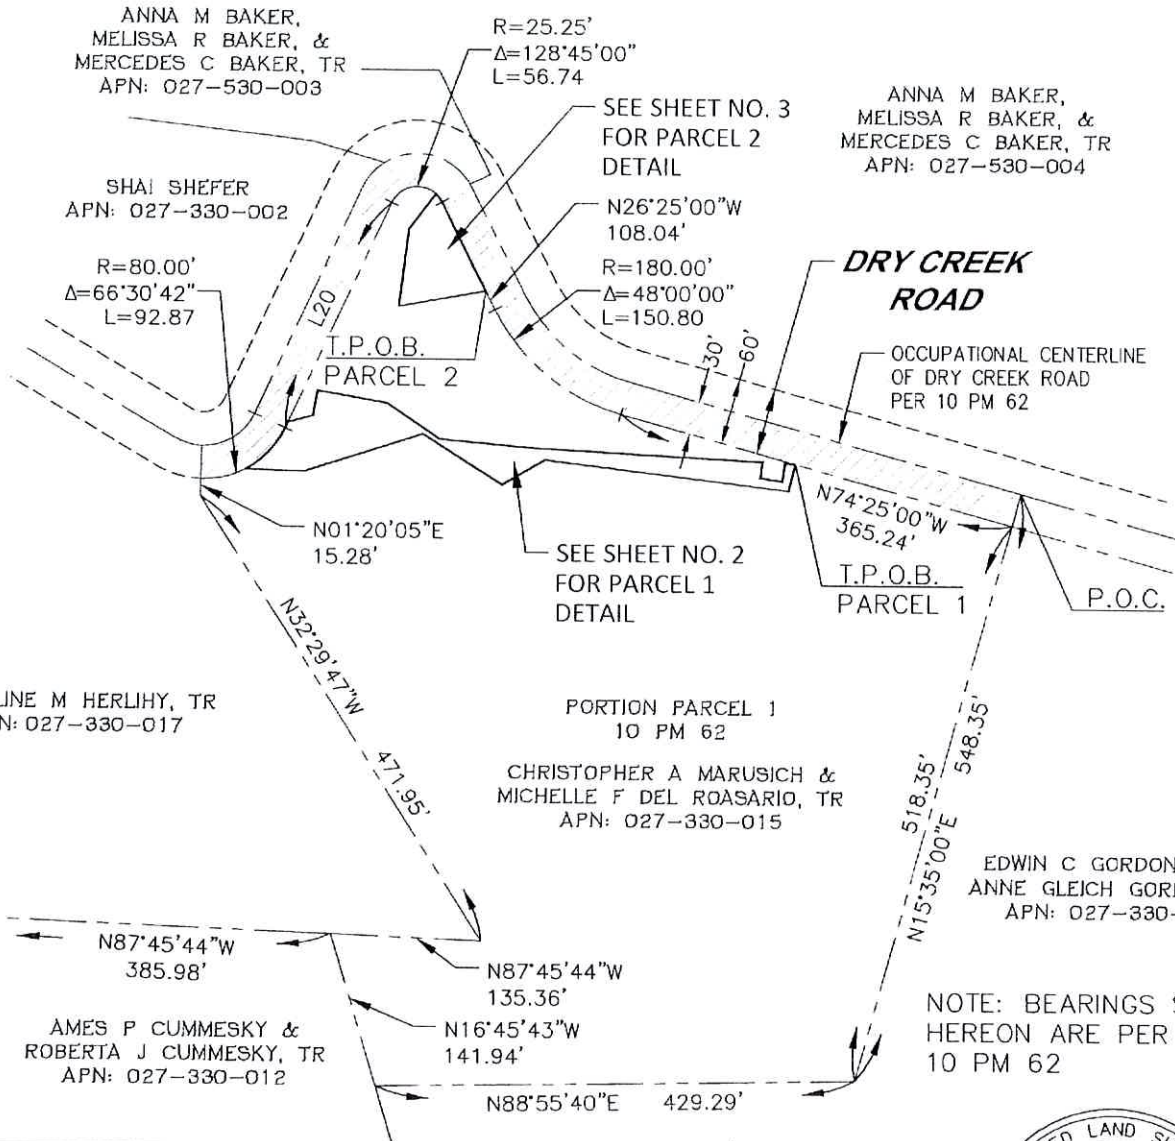 ANNA M BAKER,
MELISSA R BAKER, &
MERCEDES C BAKER, TR
APN: 027-530-003
R=25.25'
Δ=128°45'00"
L=56.74
SEE SHEET NO. 3
FOR PARCEL 2
DETAIL
ANNA M BAKER,
MELISSA R BAKER, &
MERCEDES C BAKER, TR
APN: 027-530-004
SHAI SHEFER
APN: 027-330-002
N26°25'00"W
108.04'
R=80.00'
Δ=66°30'42"
L=92.87
L20
R=180.00'
Δ=48°00'00"
L=150.80
DRY CREEK
ROAD
T.P.O.B.
PARCEL 2
30'
60'
OCCUPATIONAL CENTERLINE
OF DRY CREEK ROAD
PER 10 PM 62
N01°20'05"E
15.28'
SEE SHEET NO. 2
FOR PARCEL 1
DETAIL
N74°25'00"W
365.24'
T.P.O.B.
PARCEL 1
P.O.C.
N32°29'47"W
471.95'
INE M HERLIHY, TR
N: 027-330-017
PORTION PARCEL 1
10 PM 62
CHRISTOPHER A MARUSICH &
MICHELLE F DEL ROASARIO, TR
APN: 027-330-015
518.35'
548.35'
N15°35'00"E
EDWIN C GORDON
ANNE GLEICH GOR
APN: 027-330-
N87°45'44"W
385.98'
N87°45'44"W
135.36'
AMES P CUMMESKY &
ROBERTA J CUMMESKY, TR
APN: 027-330-012
N16°45'43"W
141.94'
NOTE: BEARINGS
HEREON ARE PER
10 PM 62
N88°55'40"E 429.29'
LAND